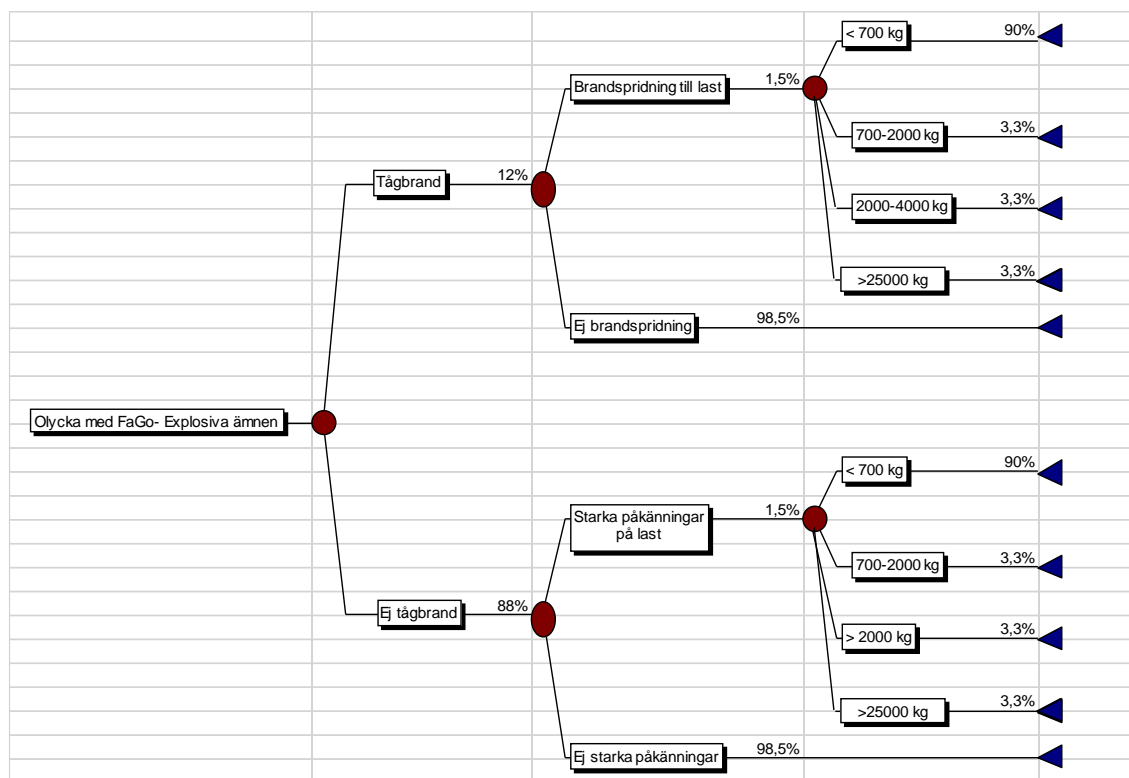 < 700 kg
90%
Brandspridning till last
1,5%
700-2000 kg
3,3%
Tågbrand
12%
2000-4000 kg
3,3%
>25000 kg
3,3%
Ej brandspridning
98,5%
Olycka med FaGo- Explosiva ämnen
< 700 kg
90%
Starka påkänningar
på last
1,5%
700-2000 kg
3,3%
Ej tågbrand
88%
> 2000 kg
3,3%
>25000 kg
3,3%
Ej starka påkänningar
98,5%